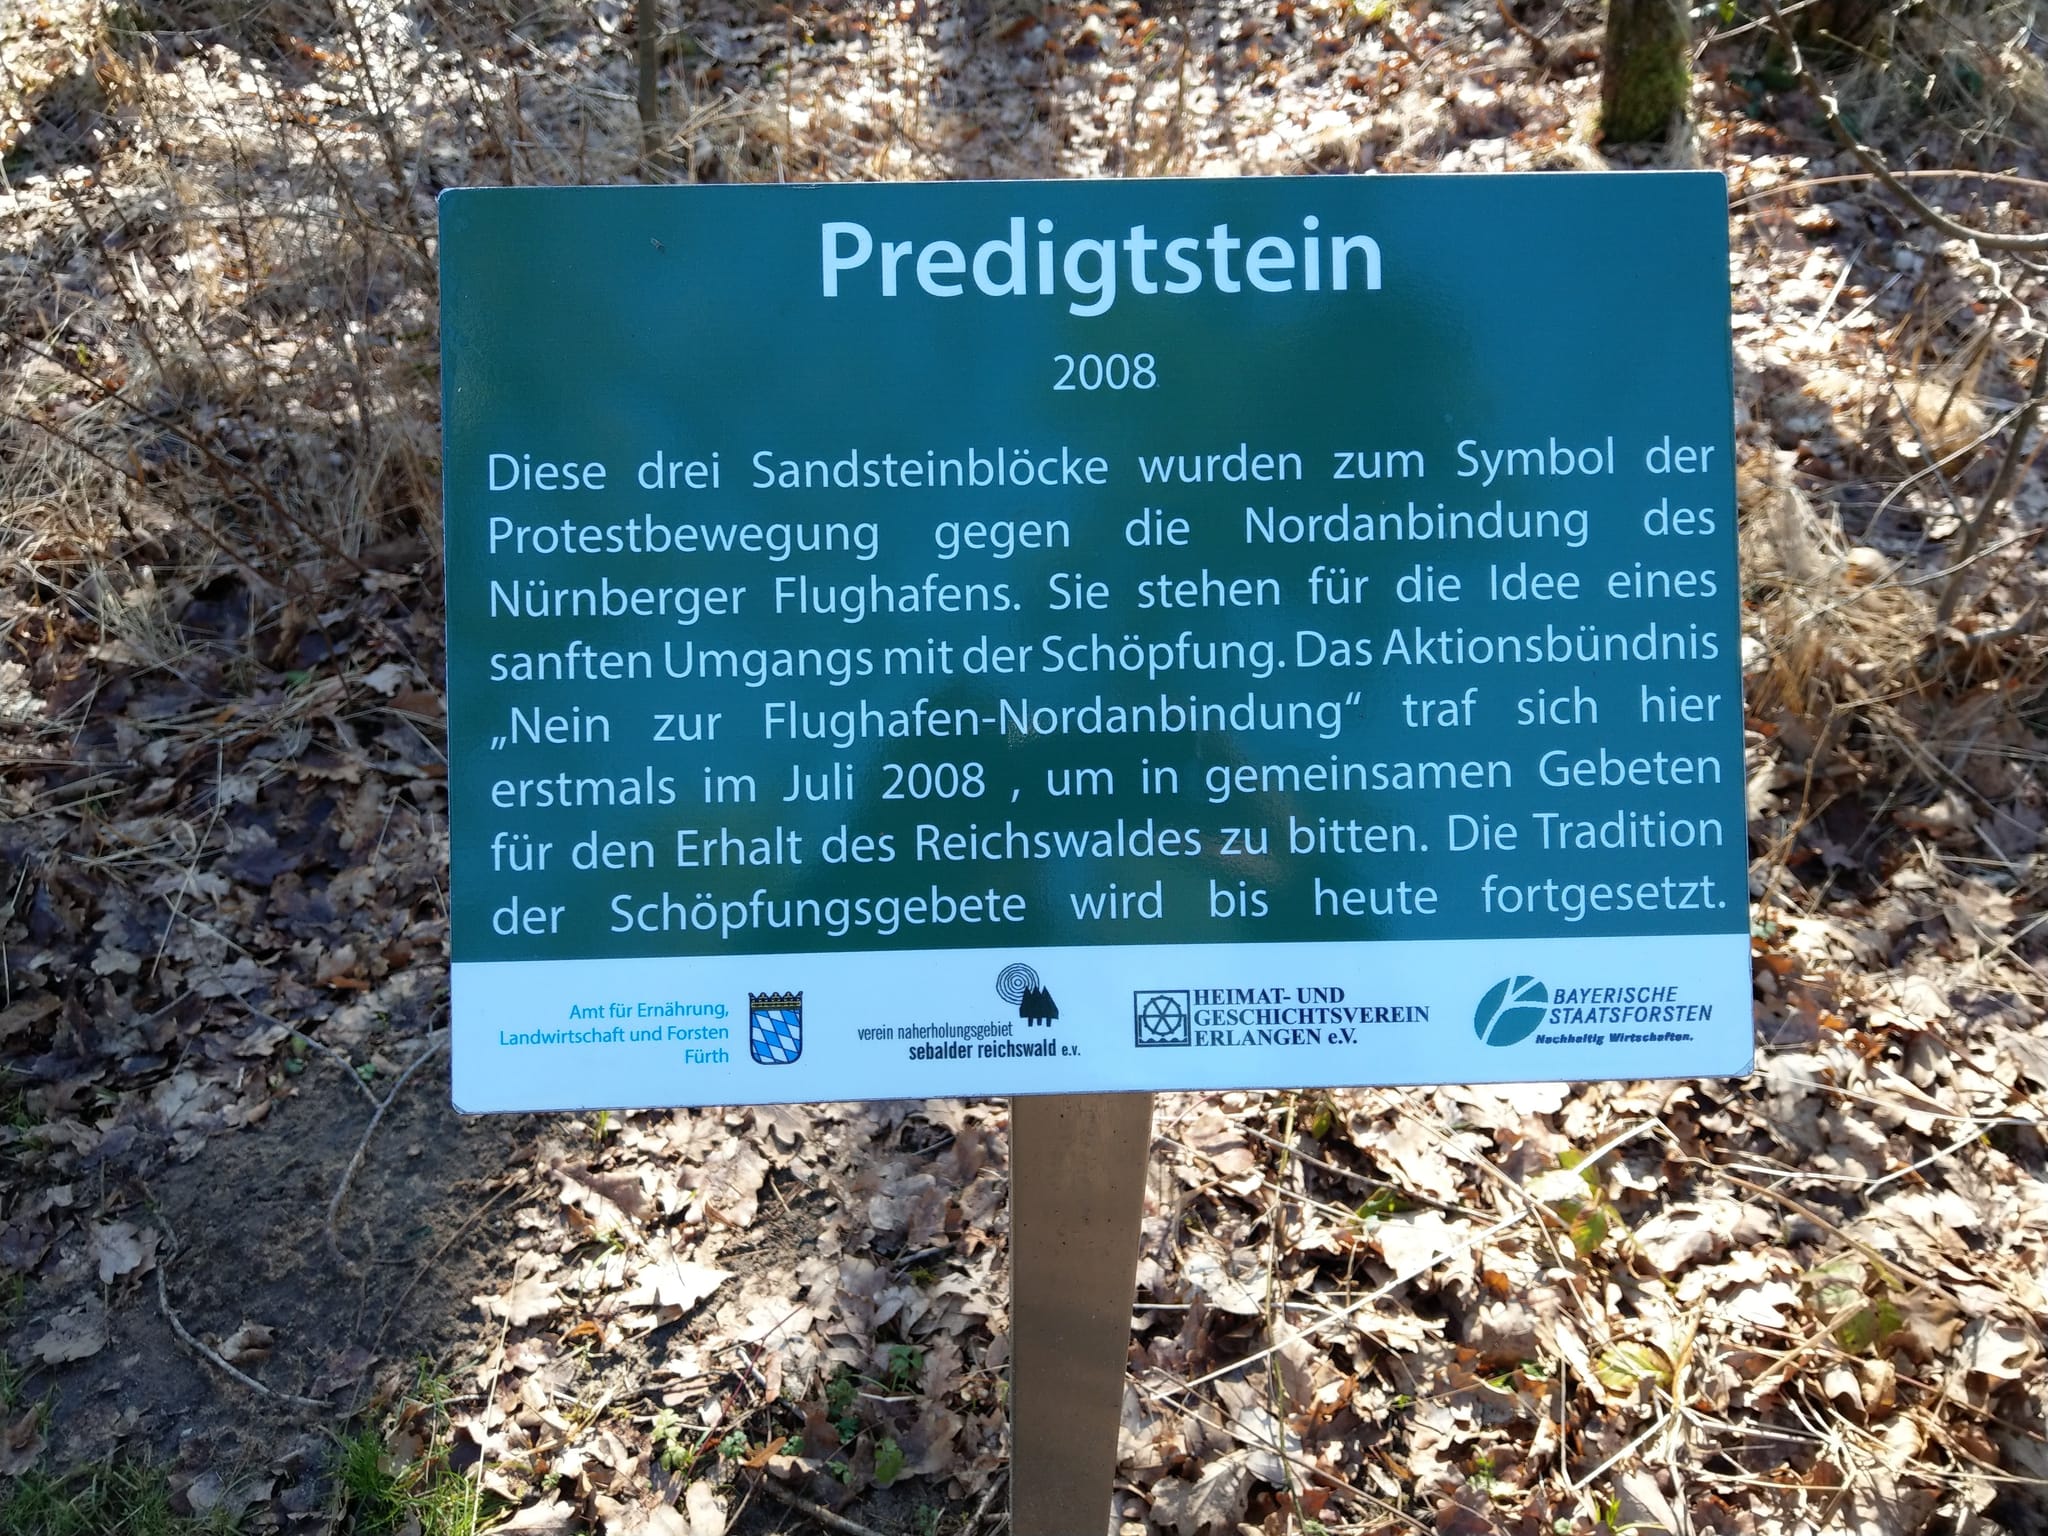 Predigtstein
2008
Diese drei Sandsteinblöcke wurden zum Symbol der
Protestbewegung gegen die Nordanbindung des
Nürnberger Flughafens. Sie stehen für die Idee eines
sanften Umgangs mit der Schöpfung. Das Aktionsbündnis
„Nein zur Flughafen-Nordanbindung“ traf sich hier
erstmals im Juli 2008 , um in gemeinsamen Gebeten
für den Erhalt des Reichswaldes zu bitten. Die Tradition
der Schöpfungsgebete wird bis heute fortgesetzt.
Amt für Ernährung,
Landwirtschaft und Forsten
Fürth
verein naherholungsgebiet
sebalder reichswald e.v.
HEIMAT- UND
GESCHICHTSVEREIN
ERLANGEN e.V.
BAYERISCHE
STAATSFORSTEN
Nachhaltig Wirtschaften.